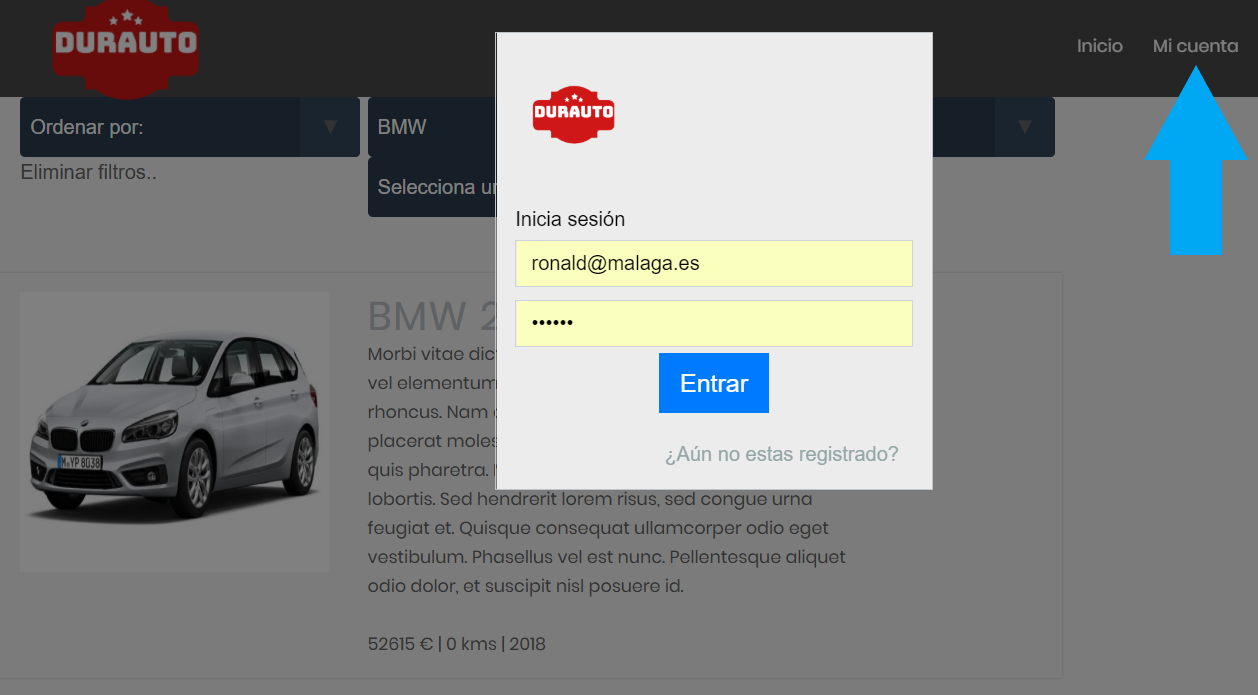 DURAUTO
Inicio
Mi cuenta
Ordenar por:
BMW
Eliminar filtros..
Selecciona
DURAUTO
Inicia sesión
ronald@malaga.es
••••••
Entrar
¿Aún no estas registrado?
BMW 2
Morbi vitae
vel elementum
rhoncus. Nam
placerat
quis pharetra.
lobortis. Sed hendrerit lorem risus, sed congue urna
feugiat et. Quisque consequat ullamcorper odio eget
vestibulum. Phasellus vel est nunc. Pellentesque aliquet
odio dolor, et suscipit nisl posuere id.
52615 € | 0 kms | 2018
M·YP 8038